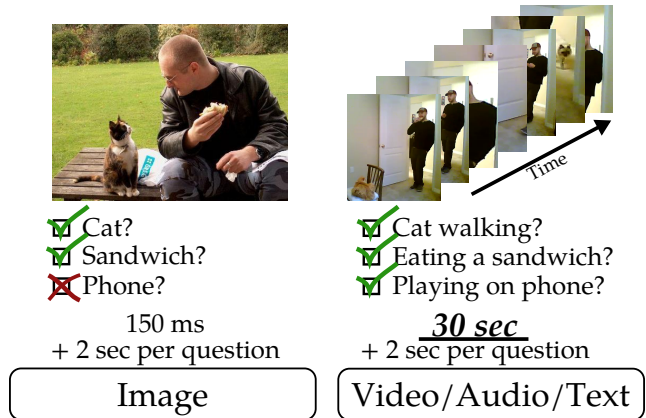 Time
Cat?
Sandwich?
Phone?
150 ms
+ 2 sec per question
Image
Cat walking?
Eating a sandwich?
Playing on phone?
30 sec
+ 2 sec per question
Video/Audio/Text